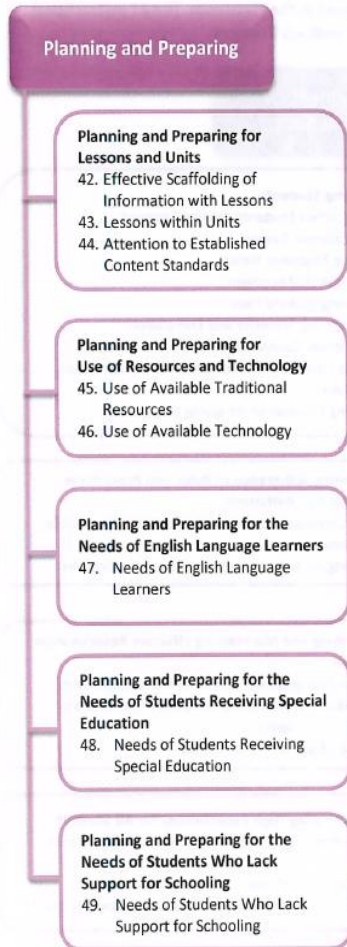 Planning and Preparing
Planning and Preparing for
Lessons and Units
42. Effective Scaffolding of
Information with Lessons
43. Lessons within Units
44. Attention to Established
Content Standards
Planning and Preparing for
Use of Resources and Technology
45. Use of Available Traditional
Resources
46. Use of Available Technology
Planning and Preparing for the
Needs of English Language Learners
47. Needs of English Language
Learners
Planning and Preparing for the
Needs of Students Receiving Special
Education
48. Needs of Students Receiving
Special Education
Planning and Preparing for the
Needs of Students Who Lack
Support for Schooling
49. Needs of Students Who Lack
Support for Schooling